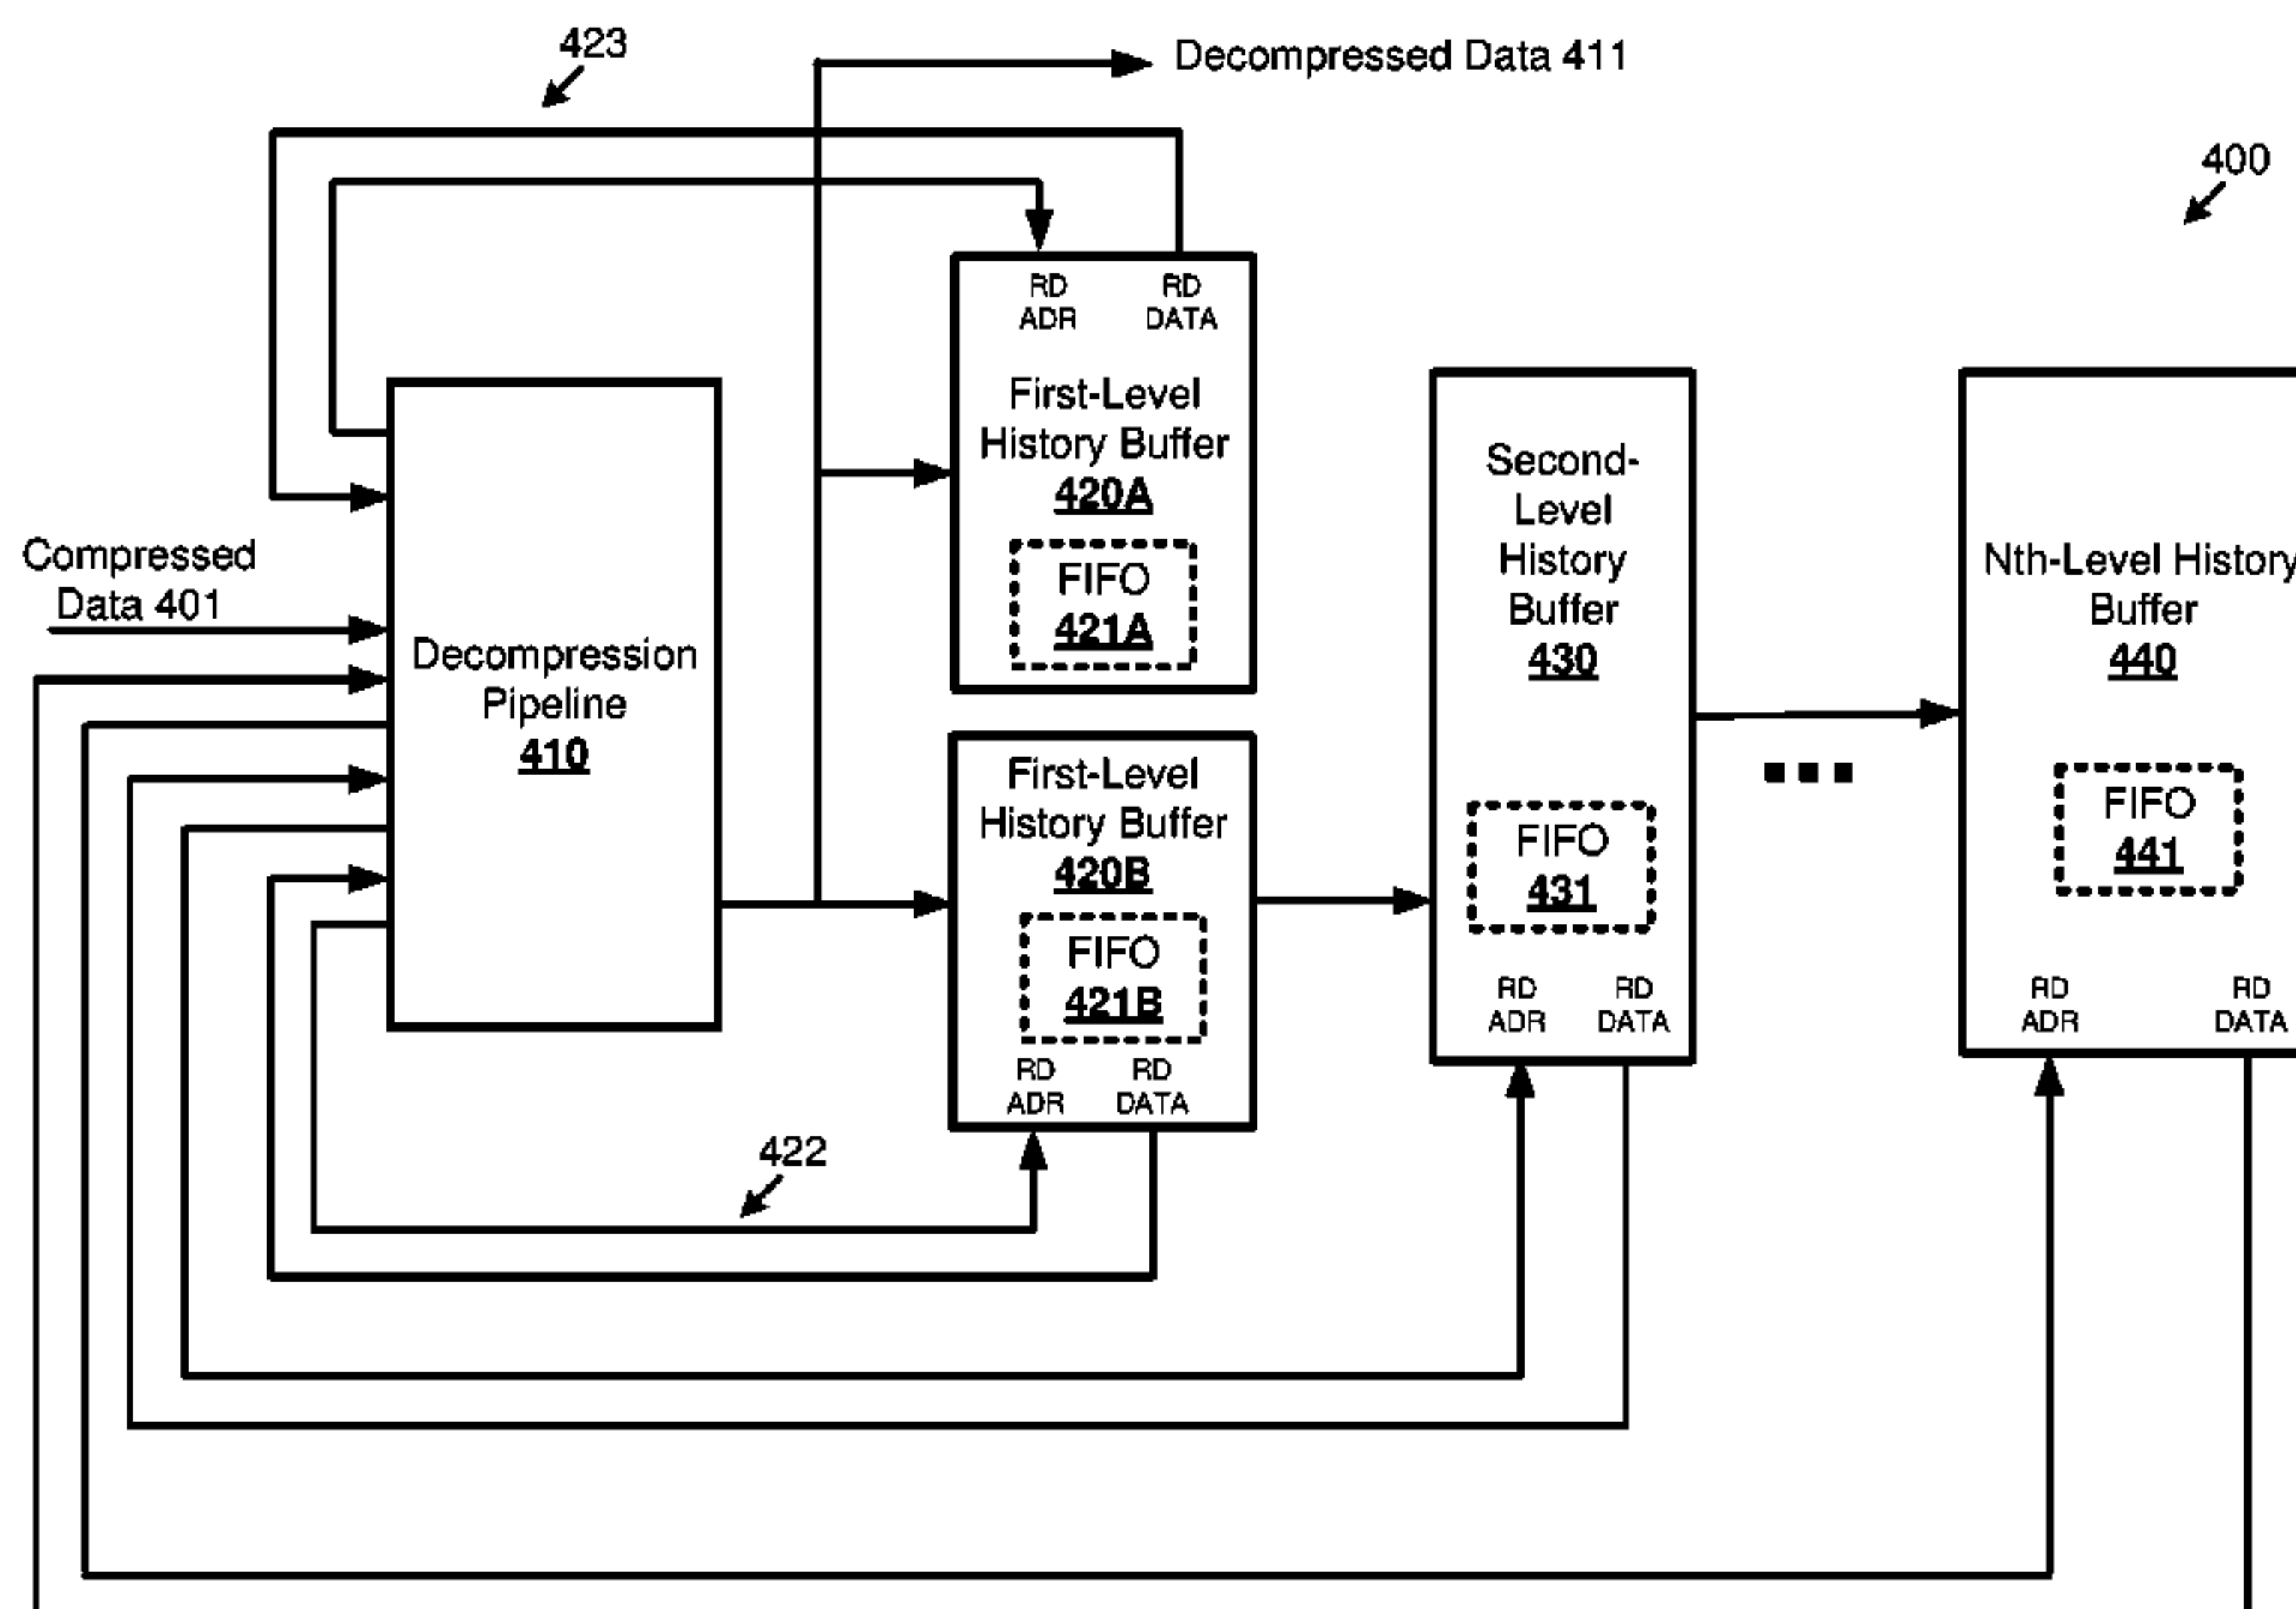 423
Decompressed Data 411
400
RD
ADR
RD
DATA
First-Level
History Buffer
420A
FIFO
421A
Compressed
Data 401
Decompression
Pipeline
410
First-Level
History Buffer
420B
FIFO
421B
RD
ADR
RD
DATA
422
Second-
Level
History
Buffer
430
FIFO
431
RD
ADR
RD
DATA
Nth-Level History
Buffer
440
FIFO
441
RD
ADR
RD
DATA